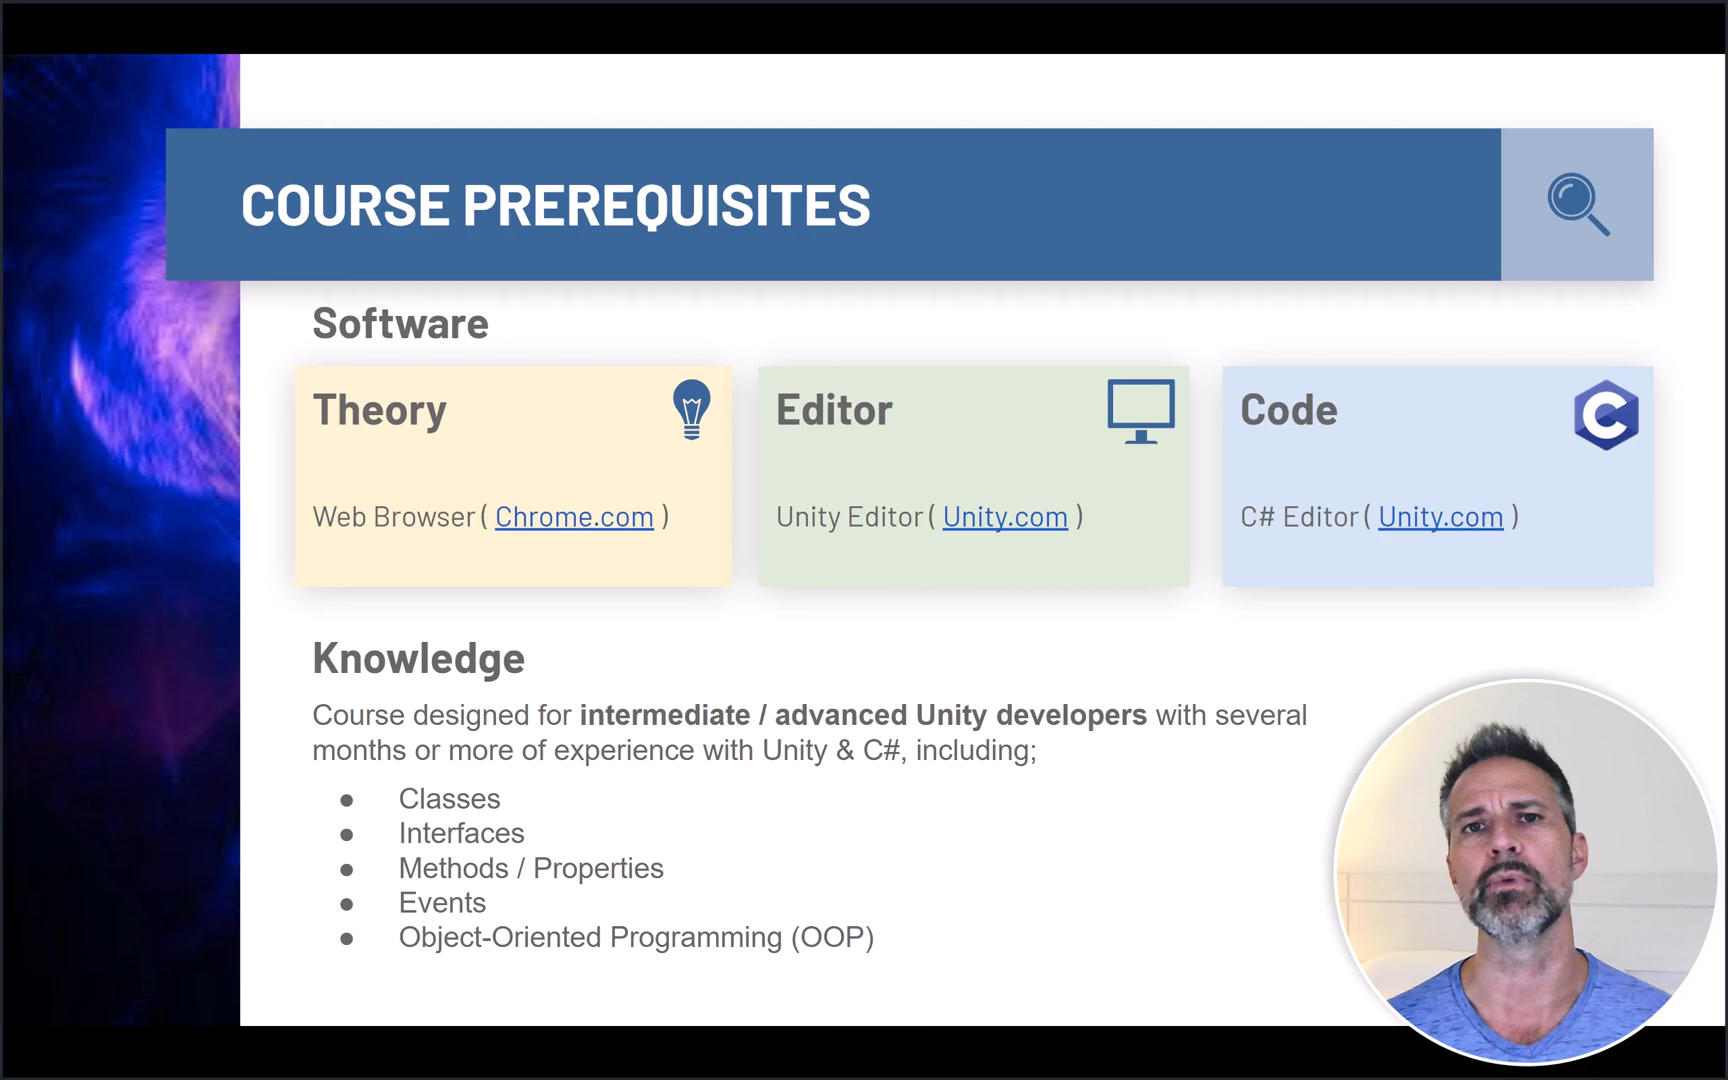 COURSE PREREQUISITES
Software
Theory
Web Browser ( Chrome.com )
Editor
Unity Editor ( Unity.com )
Code
C
C# Editor ( Unity.com )
Knowledge
Course designed for intermediate / advanced Unity developers with several
months or more of experience with Unity & C#, including;
● Classes
● Interfaces
● Methods / Properties
● Events
● Object-Oriented Programming (OOP)